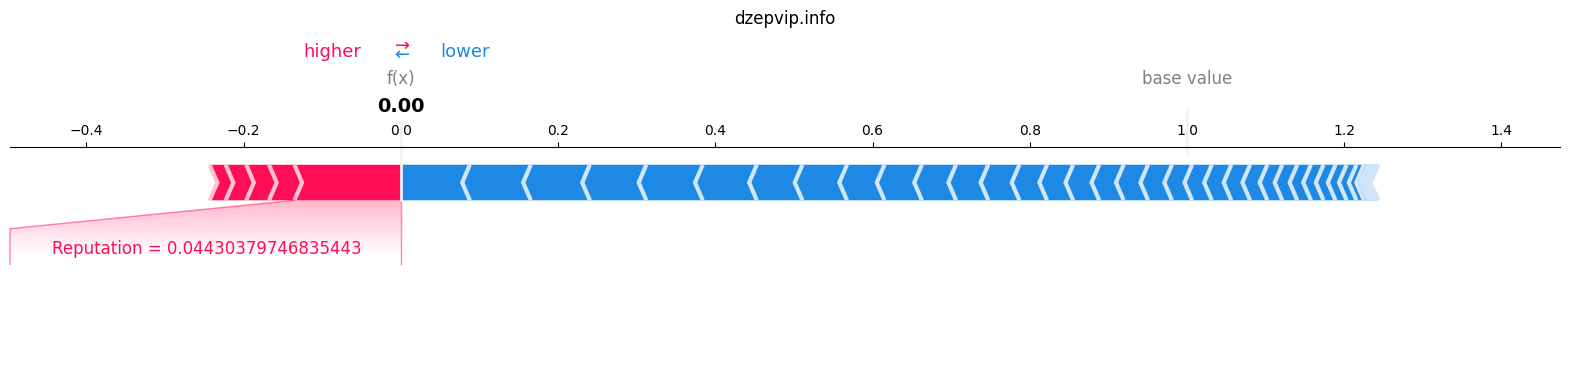 dzepvip.info
higher ⇄ lower
f(x) base value
0.00
−0.4 −0.2 0.0 0.2 0.4 0.6 0.8 1.0 1.2 1.4
Reputation = 0.04430379746835443